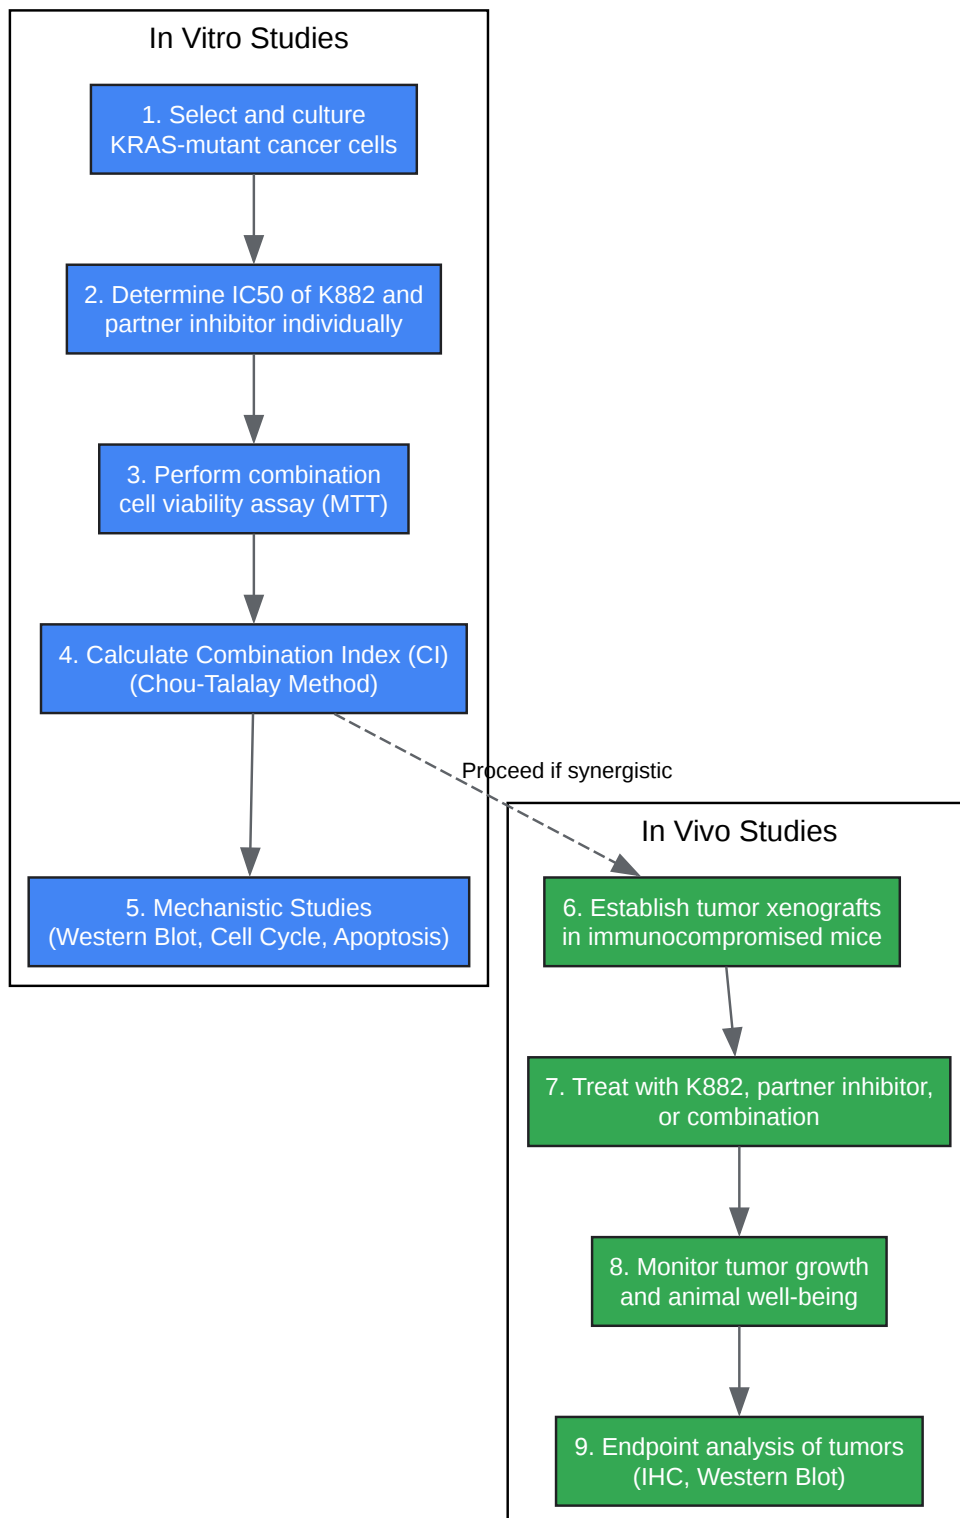 In Vitro Studies
1. Select and culture
KRAS-mutant cancer cells
2. Determine IC50 of K882 and
partner inhibitor individually
3. Perform combination
cell viability assay (MTT)
4. Calculate Combination Index (CI)
(Chou-Talalay Method)
Proceed if synergistic
5. Mechanistic Studies
(Western Blot, Cell Cycle, Apoptosis)
In Vivo Studies
6. Establish tumor xenografts
in immunocompromised mice
7. Treat with K882, partner inhibitor,
or combination
8. Monitor tumor growth
and animal well-being
9. Endpoint analysis of tumors
(IHC, Western Blot)